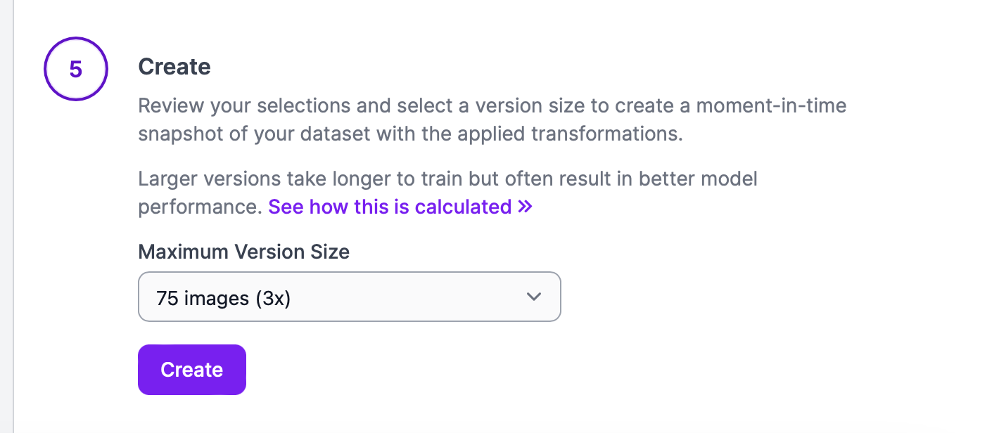 5
Create
Review your selections and select a version size to create a moment-in-time
snapshot of your dataset with the applied transformations.
Larger versions take longer to train but often result in better model
performance. See how this is calculated »
Maximum Version Size
75 images (3x)
Create